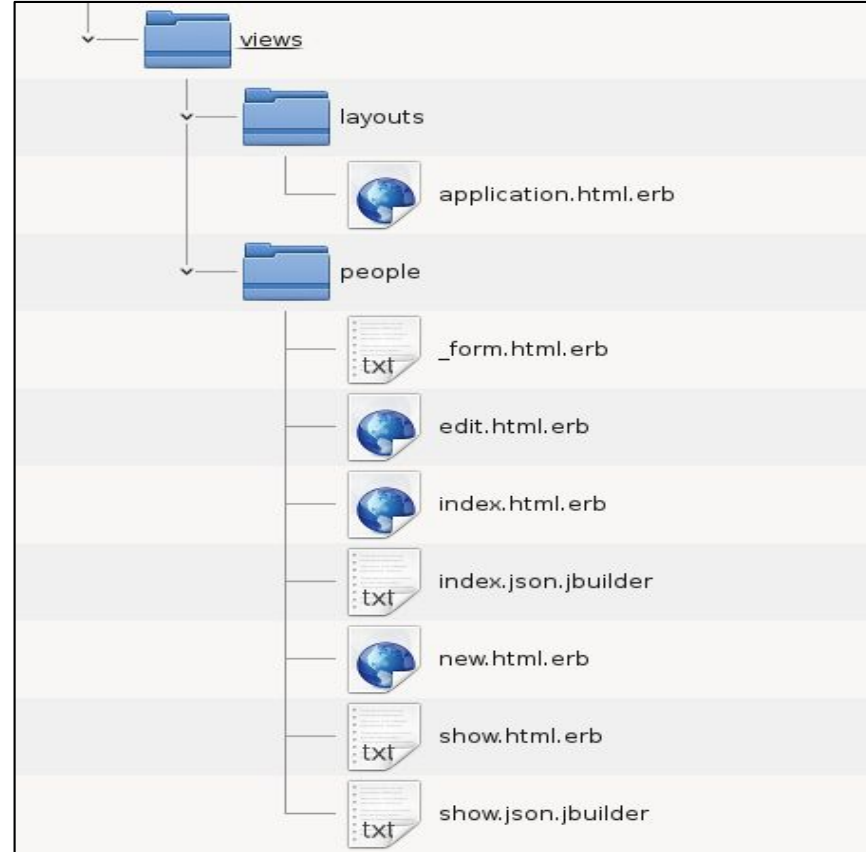 views
layouts
application.html.erb
people
txt _form.html.erb
edit.html.erb
index.html.erb
txt index.json.jbuilder
new.html.erb
txt show.html.erb
txt show.json.jbuilder